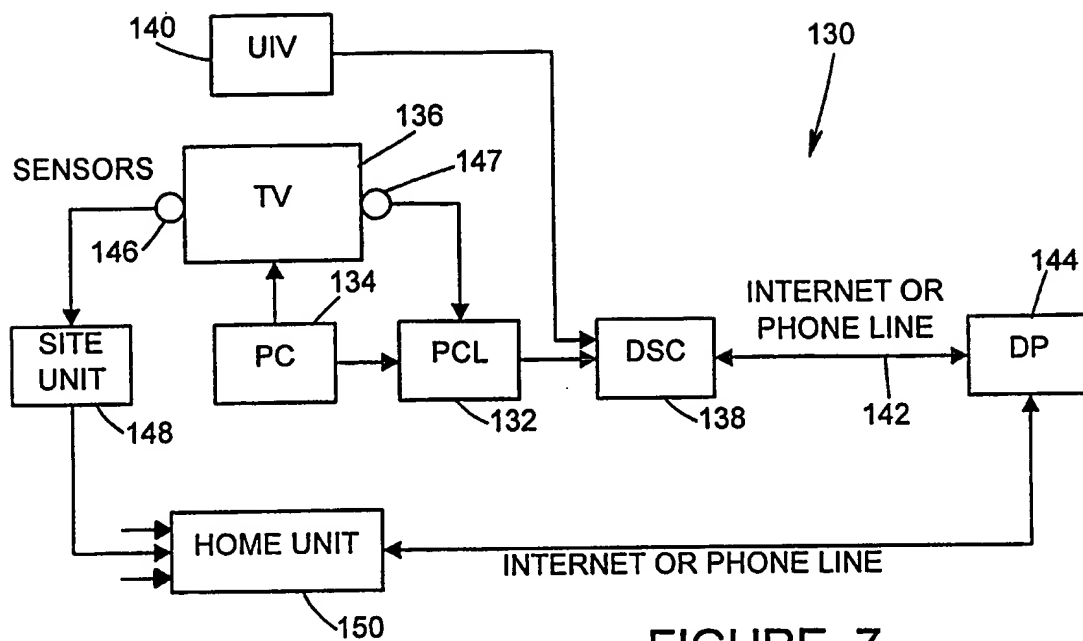 140
UIV
130
136
SENSORS
TV
147
146
134
144
INTERNET OR
PHONE LINE
SITE
UNIT
PC
PCL
DSC
DP
148
132
138
142
HOME UNIT
INTERNET OR PHONE LINE
150
FIGURE 7